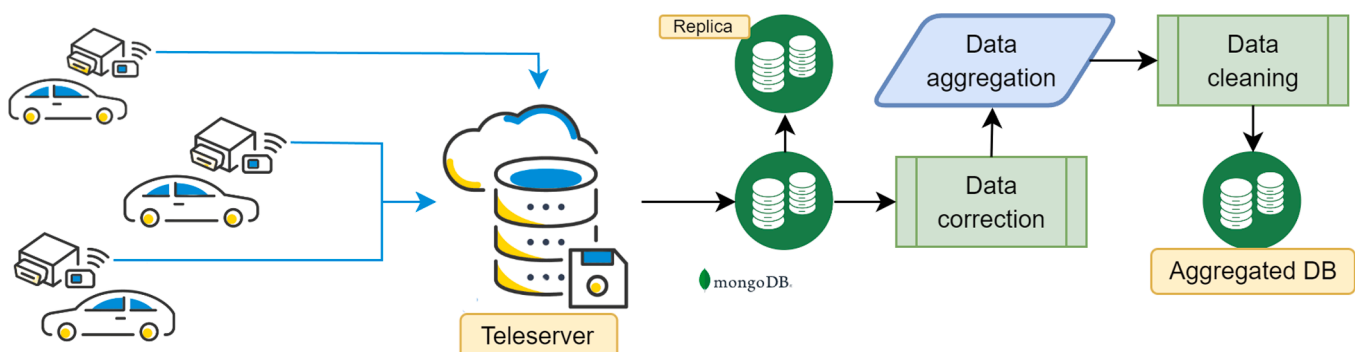 Replica
Data
aggregation
Data
cleaning
Data
correction
mongoDB.
Aggregated DB
Teleserver